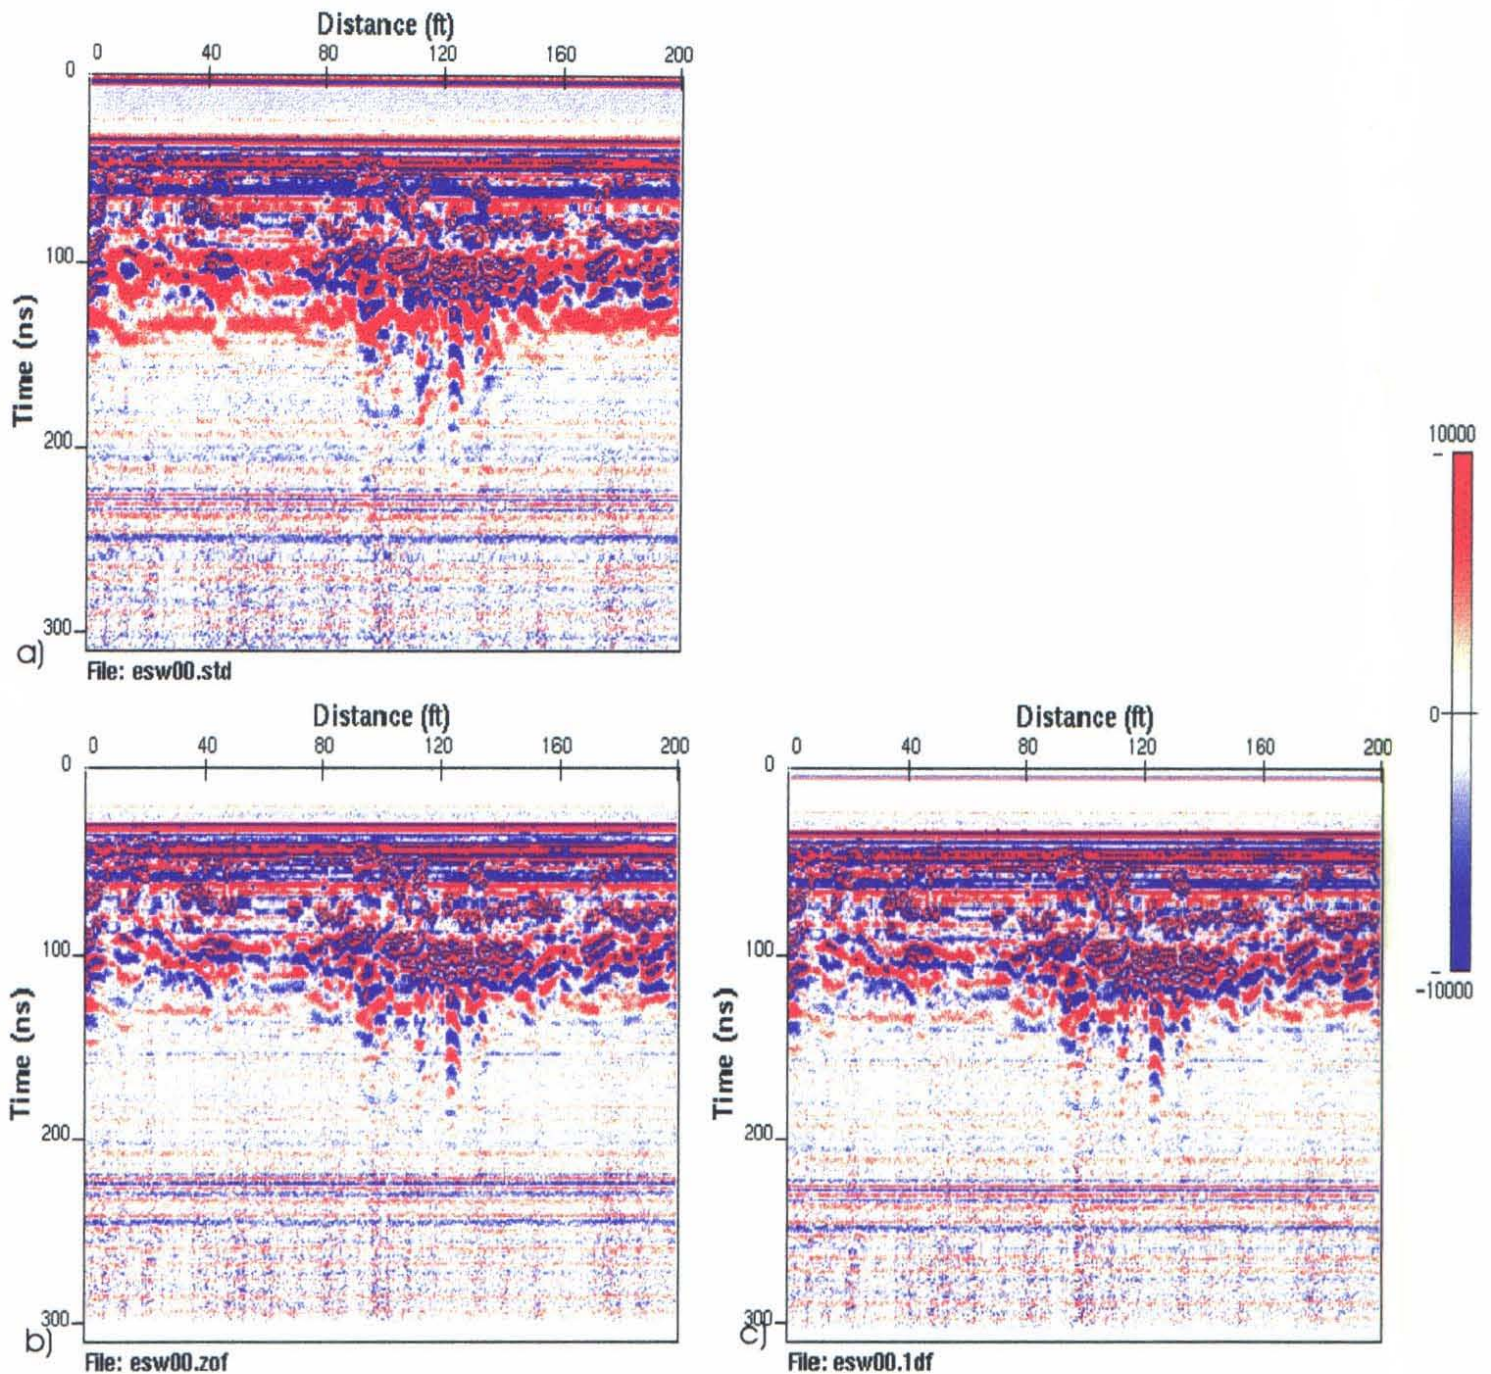 Distance (ft)
0 40 80 120 160 200
0
100
200
300
Time (ns)
a)
File: esw00.std
10000
0
-10000
Distance (ft)
0 40 80 120 160 200
0
100
200
300
Time (ns)
b)
File: esw00.zof
Distance (ft)
0 40 80 120 160 200
0
100
200
300
Time (ns)
c)
File: esw00.1df